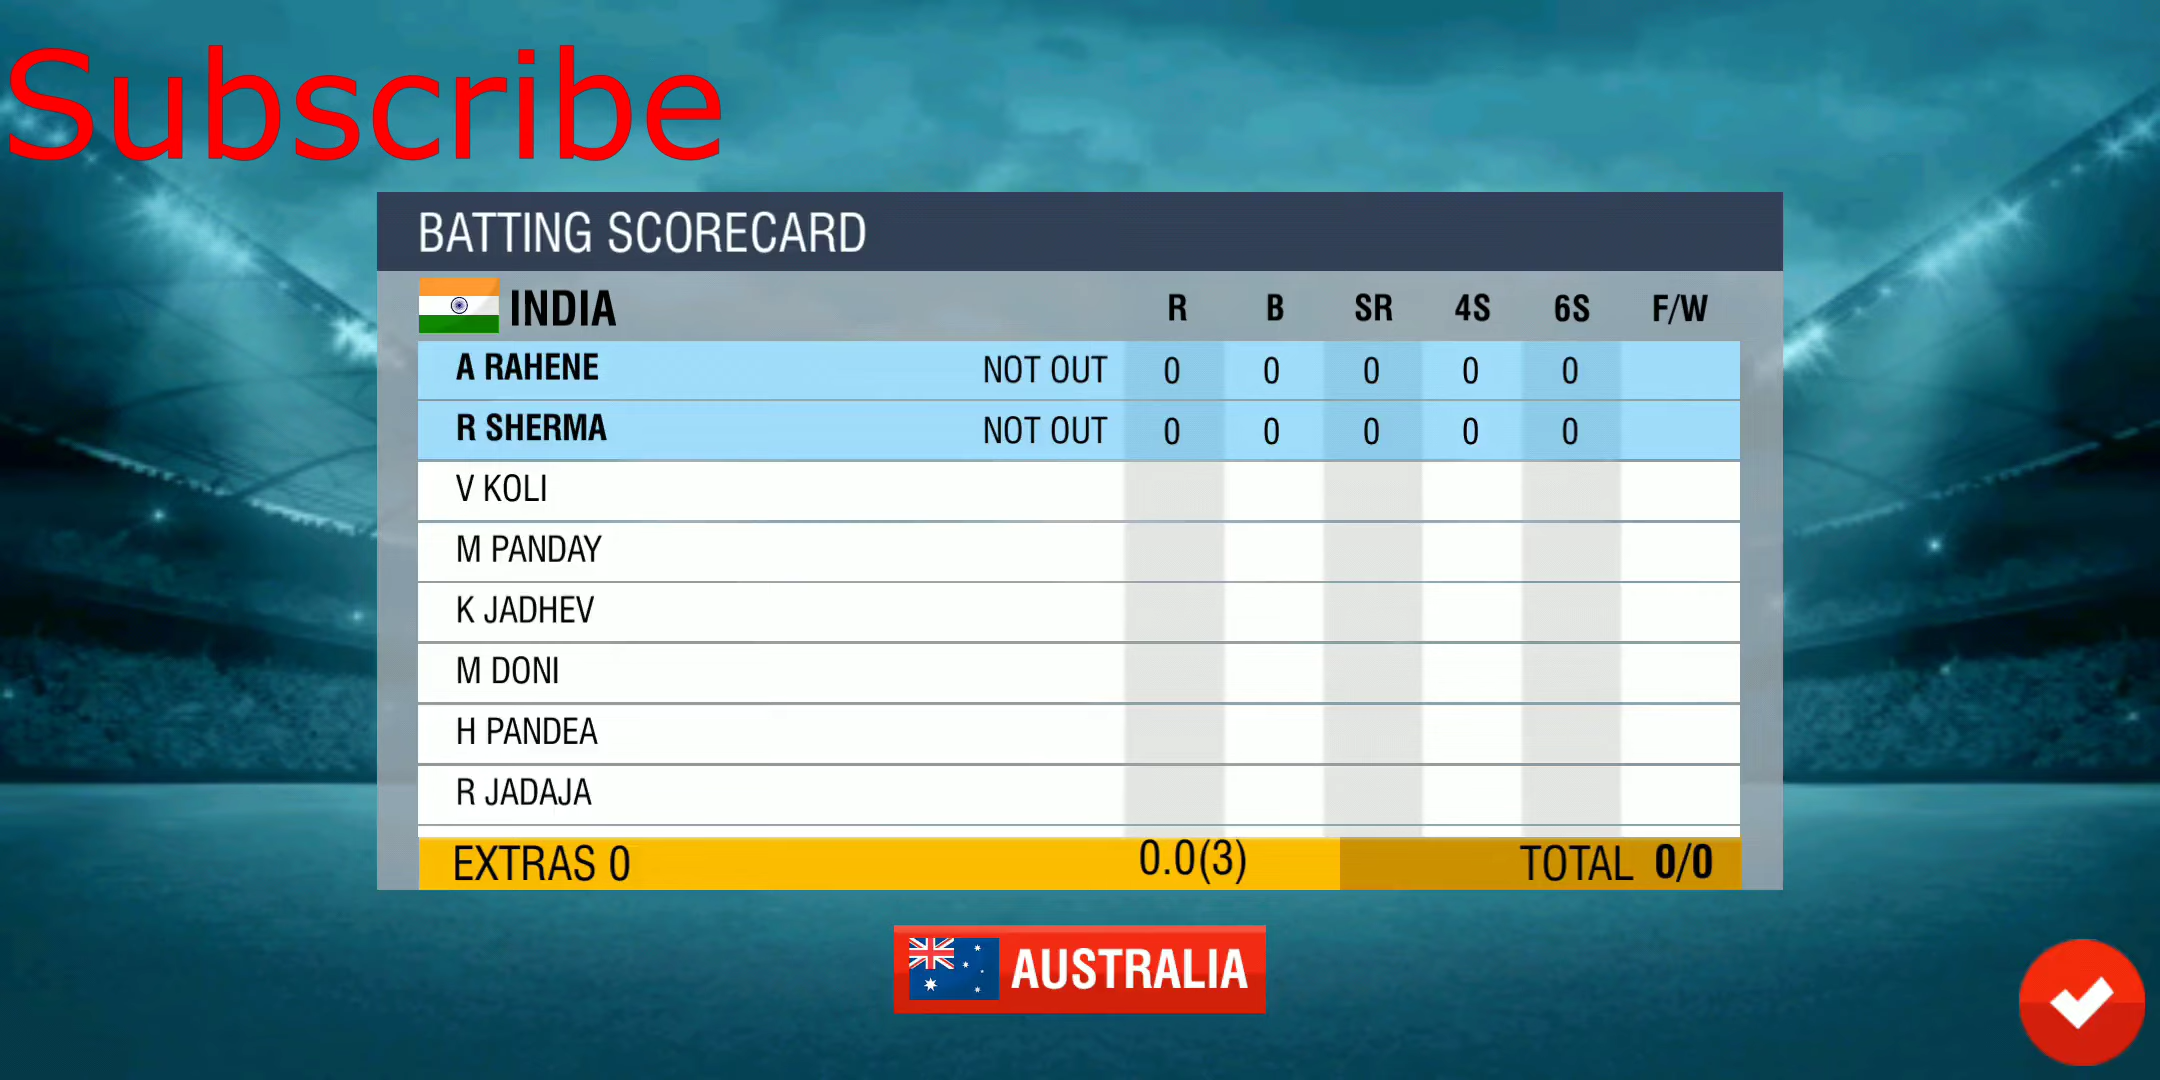 Subscribe
BATTING SCORECARD
INDIA R B SR 4S 6S F/W
A RAHENE NOT OUT 0 0 0 0 0
R SHERMA NOT OUT 0 0 0 0 0
V KOLI
M PANDAY
K JADHEV
M DONI
H PANDEA
R JADAJA
EXTRAS 0 0.0(3) TOTAL 0/0
AUSTRALIA